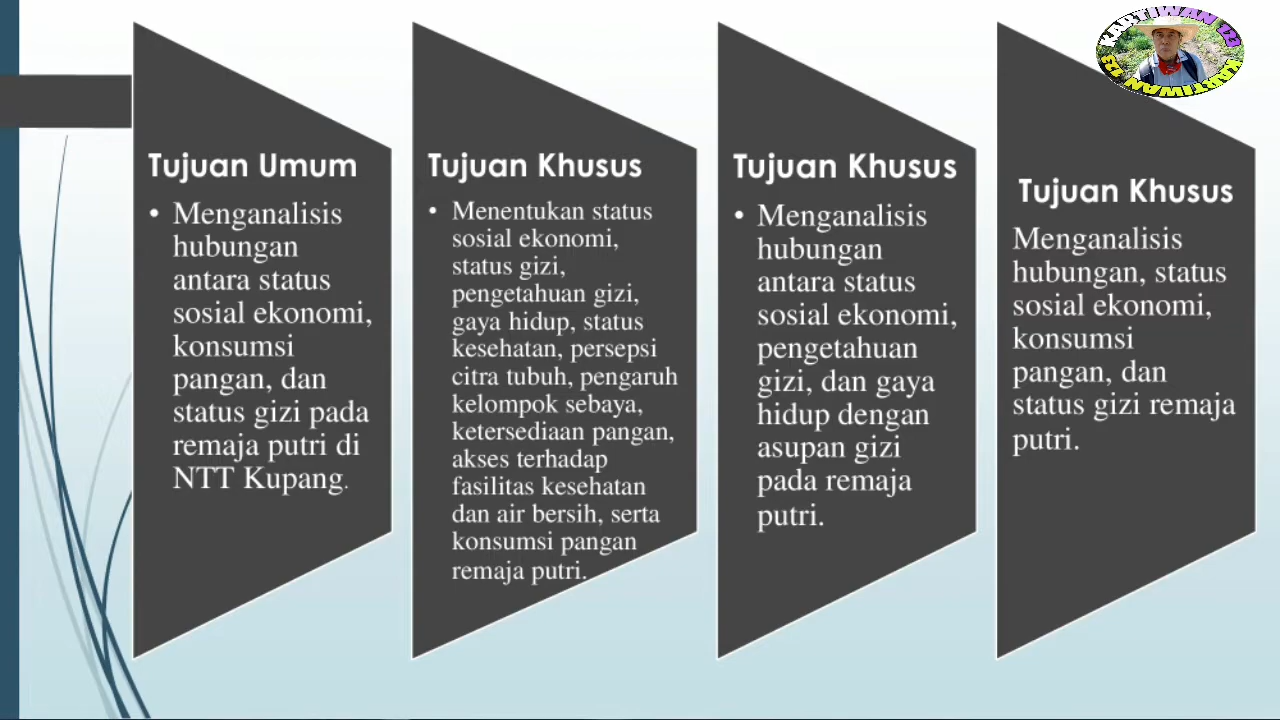 Tujuan Umum
• Menganalisis
hubungan
antara status
sosial ekonomi,
konsumsi
pangan, dan
status gizi pada
remaja putri di
NTT Kupang.
Tujuan Khusus
• Menentukan status
sosial ekonomi,
status gizi,
pengetahuan gizi,
gaya hidup, status
kesehatan, persepsi
citra tubuh, pengaruh
kelompok sebaya,
ketersediaan pangan,
akses terhadap
fasilitas kesehatan
dan air bersih, serta
konsumsi pangan
remaja putri.
Tujuan Khusus
• Menganalisis
hubungan
antara status
sosial ekonomi,
pengetahuan
gizi, dan gaya
hidup dengan
asupan gizi
pada remaja
putri.
Tujuan Khusus
Menganalisis
hubungan, status
sosial ekonomi,
konsumsi
pangan, dan
status gizi remaja
putri.
KARTIWAN DJ
KARTIWAN DJ